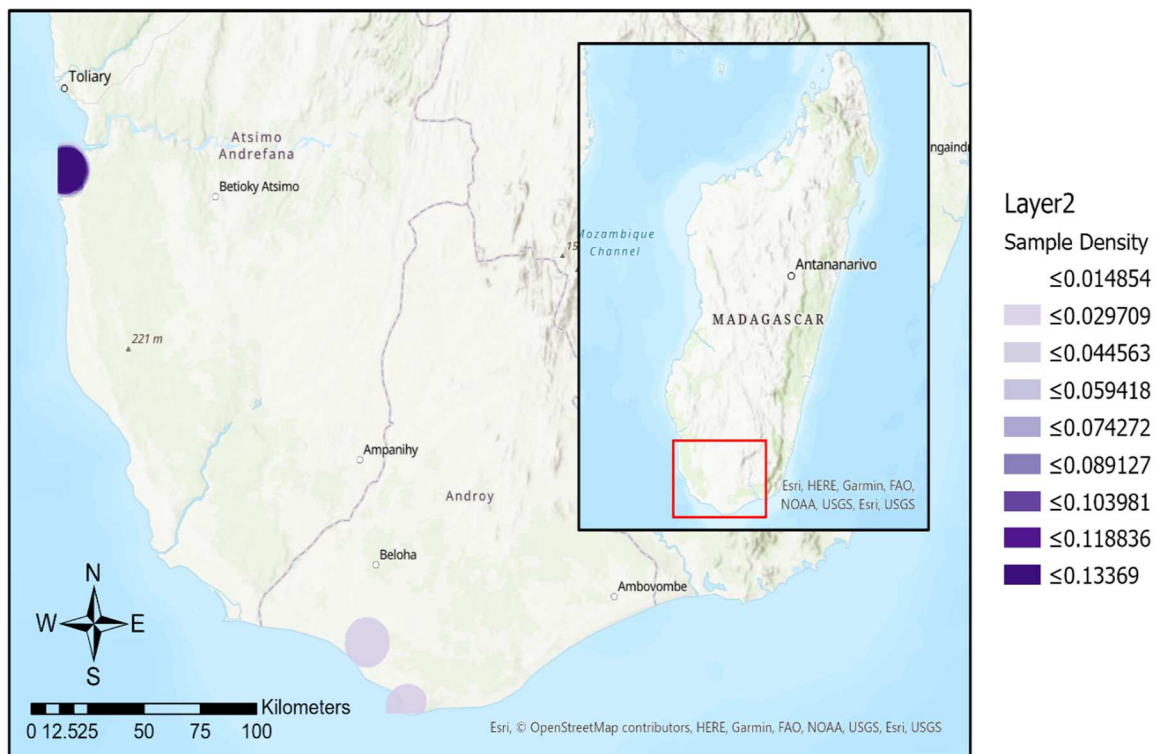 Toliary
Atsimo
Andrefana
Betioky Atsimo
221 m
Ampanihy
Androy
Beloha
Ambovombe
N
W
E
S
Kilometers
0 12.525 50 75 100
Esri, © OpenStreetMap contributors, HERE, Garmin, FAO, NOAA, USGS, Esri, USGS
ngaindr
15
Mozambique
Channel
Antananarivo
MADAGASCAR
Esri, HERE, Garmin, FAO,
NOAA, USGS, Esri, USGS
Layer2
Sample Density
≤0.014854
≤0.029709
≤0.044563
≤0.059418
≤0.074272
≤0.089127
≤0.103981
≤0.118836
≤0.13369